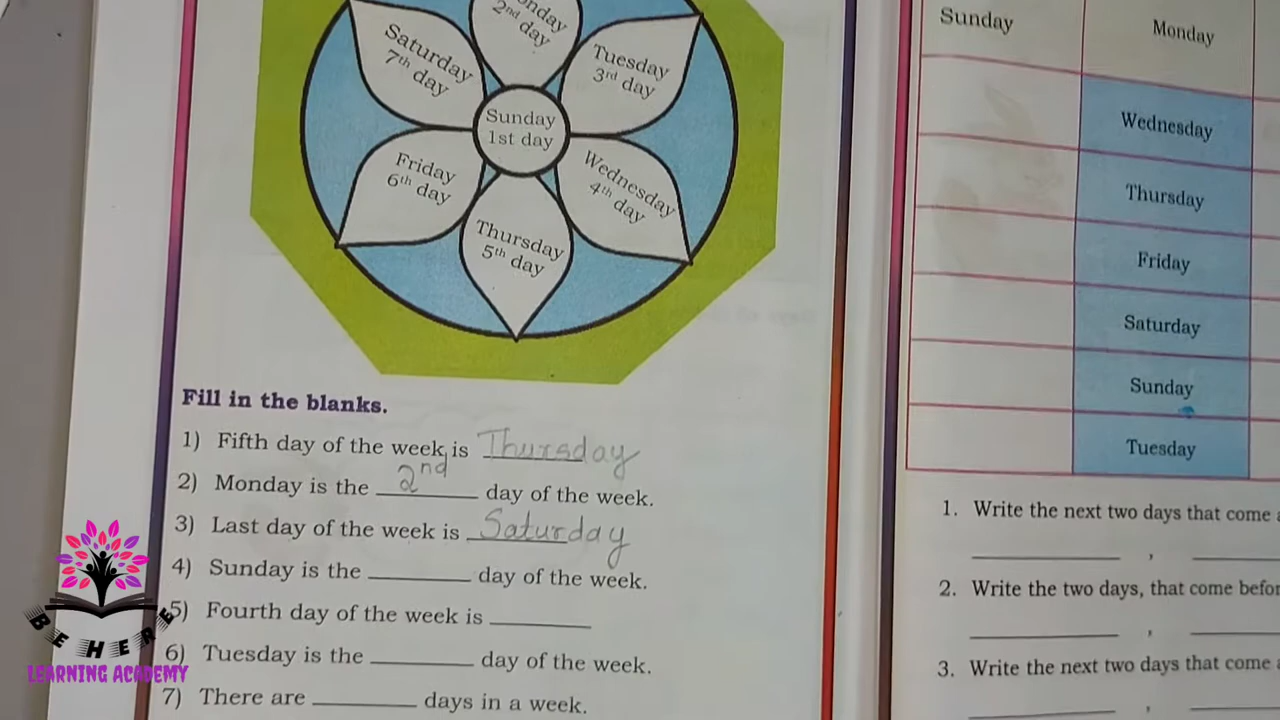 2nd day
Saturday
7th day
Tuesday
3rd day
Sunday
1st day
Friday
6th day
Wednesday
4th
day
Thursday
5th day
Fill in the blanks.
1) Fifth day of the week is Thursday
2) Monday is the 2nd day of the week.
3) Last day of the week is Saturday
4) Sunday is the ________ day of the week.
5) Fourth day of the week is ________
6) Tuesday is the ________ day of the week.
7) There are ________ days in a week.
BE HERE
LEARNING ACADEMY
Sunday Monday
Wednesday
Thursday
Friday
Saturday
Sunday
Tuesday
1. Write the next two days that come
________ , ________
2. Write the two days, that come
________ , ________
3. Write the next two days that come
________ , ________